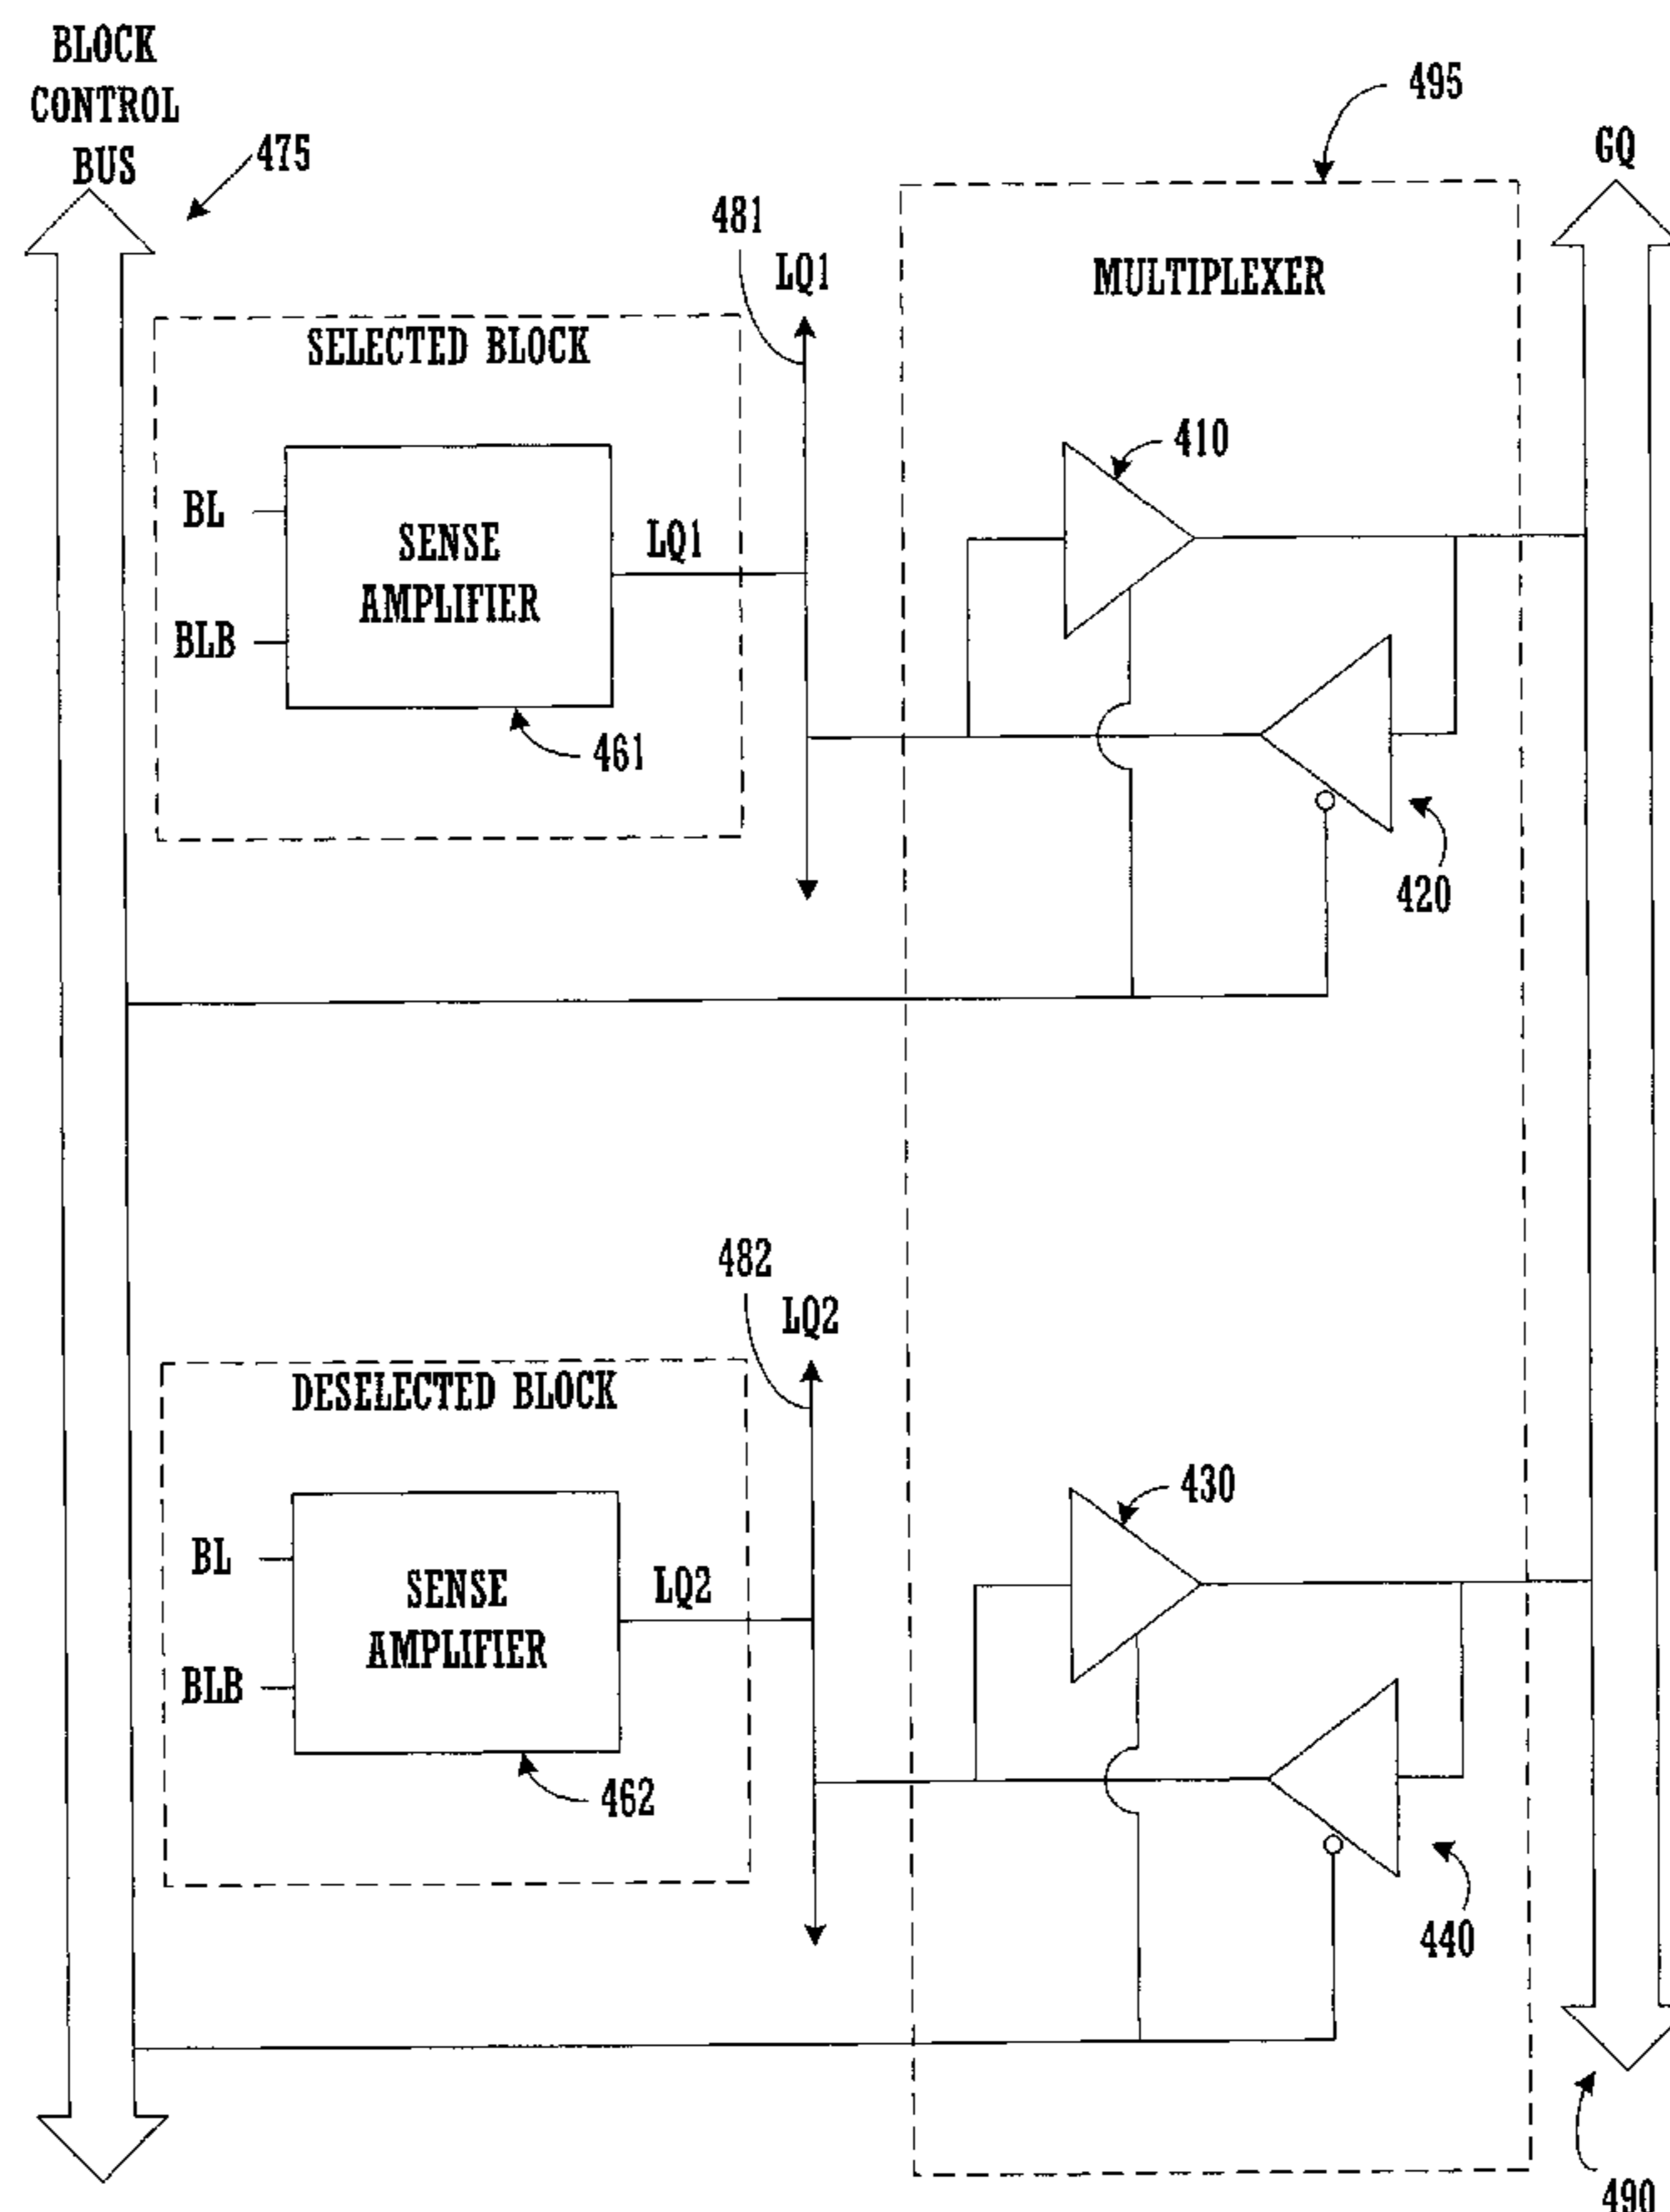 BLOCK
CONTROL
BUS
475
495
GQ
481
LQ1
MULTIPLEXER
SELECTED BLOCK
410
BL
SENSE
AMPLIFIER
LQ1
BLB
461
420
482
LQ2
DESELECTED BLOCK
430
BL
SENSE
AMPLIFIER
LQ2
BLB
462
440
490